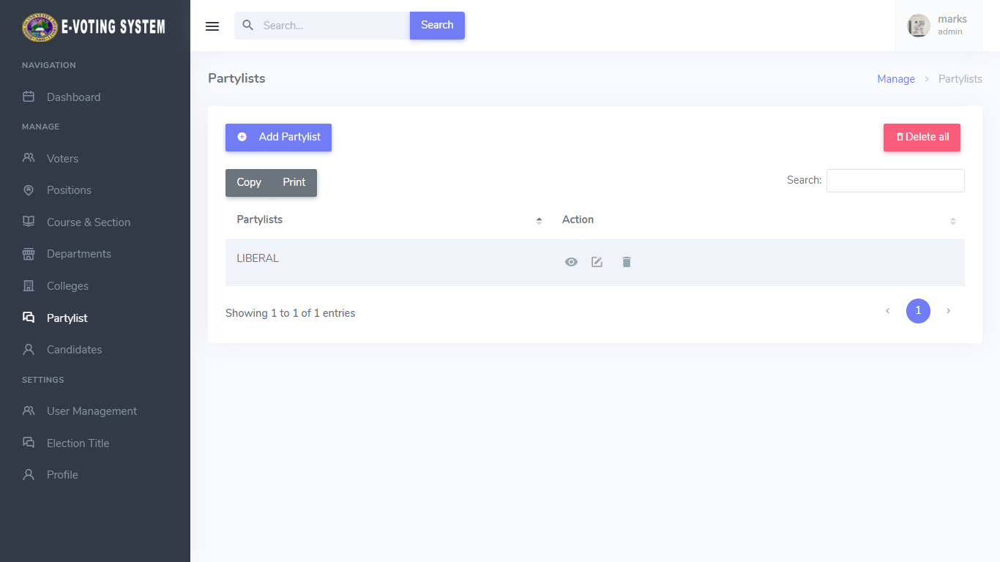 E-VOTING SYSTEM
NAVIGATION
Dashboard
MANAGE
Voters
Positions
Course & Section
Departments
Colleges
Partylist
Candidates
SETTINGS
User Management
Election Title
Profile
Search...
Search
marks
admin
Partylists
Manage > Partylists
Add Partylist
Delete all
Copy Print
Search:
Partylists Action
LIBERAL
Showing 1 to 1 of 1 entries
‹ 1 ›